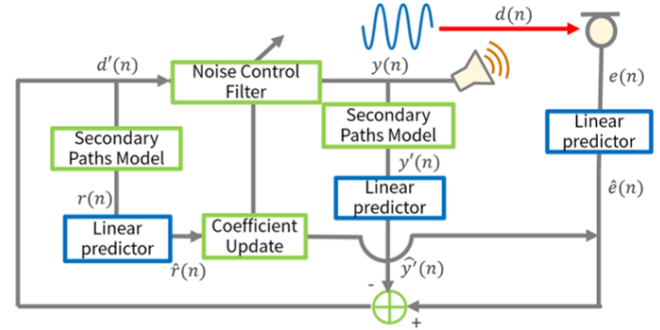 d(n)
d′(n)
Noise Control
Filter
y(n)
e(n)
Secondary
Paths Model
Secondary
Paths Model
Linear
predictor
y′(n)
r(n)
Linear
predictor
ê(n)
Linear
predictor
Coefficient
Update
r̂(n)
ŷ′(n)
-
+